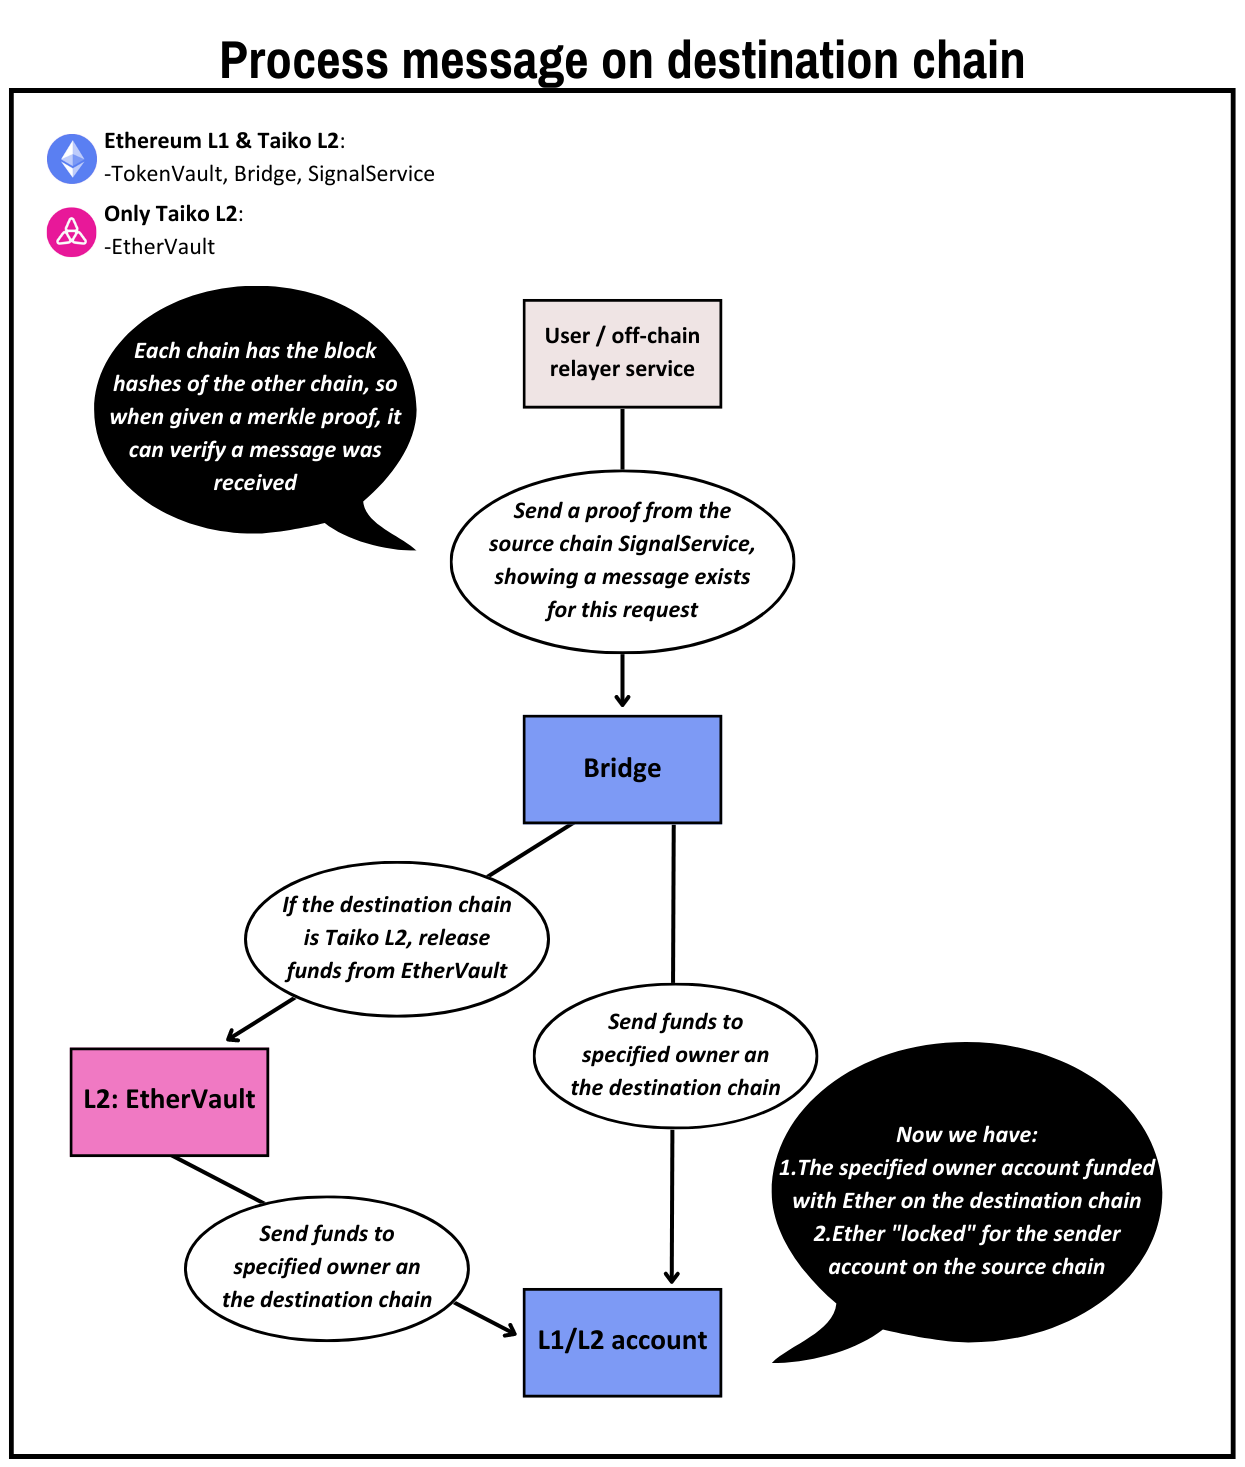 Process message on destination chain
Ethereum L1 & Taiko L2:
-TokenVault, Bridge, SignalService
Only Taiko L2:
-EtherVault
Each chain has the block
hashes of the other chain, so
when given a merkle proof, it
can verify a message was
received
User / off-chain
relayer service
Send a proof from the
source chain SignalService,
showing a message exists
for this request
Bridge
If the destination chain
is Taiko L2, release
funds from EtherVault
Send funds to
specified owner an
the destination chain
L2: EtherVault
Now we have:
1.The specified owner account funded
with Ether on the destination chain
2.Ether "locked" for the sender
account on the source chain
Send funds to
specified owner an
the destination chain
L1/L2 account